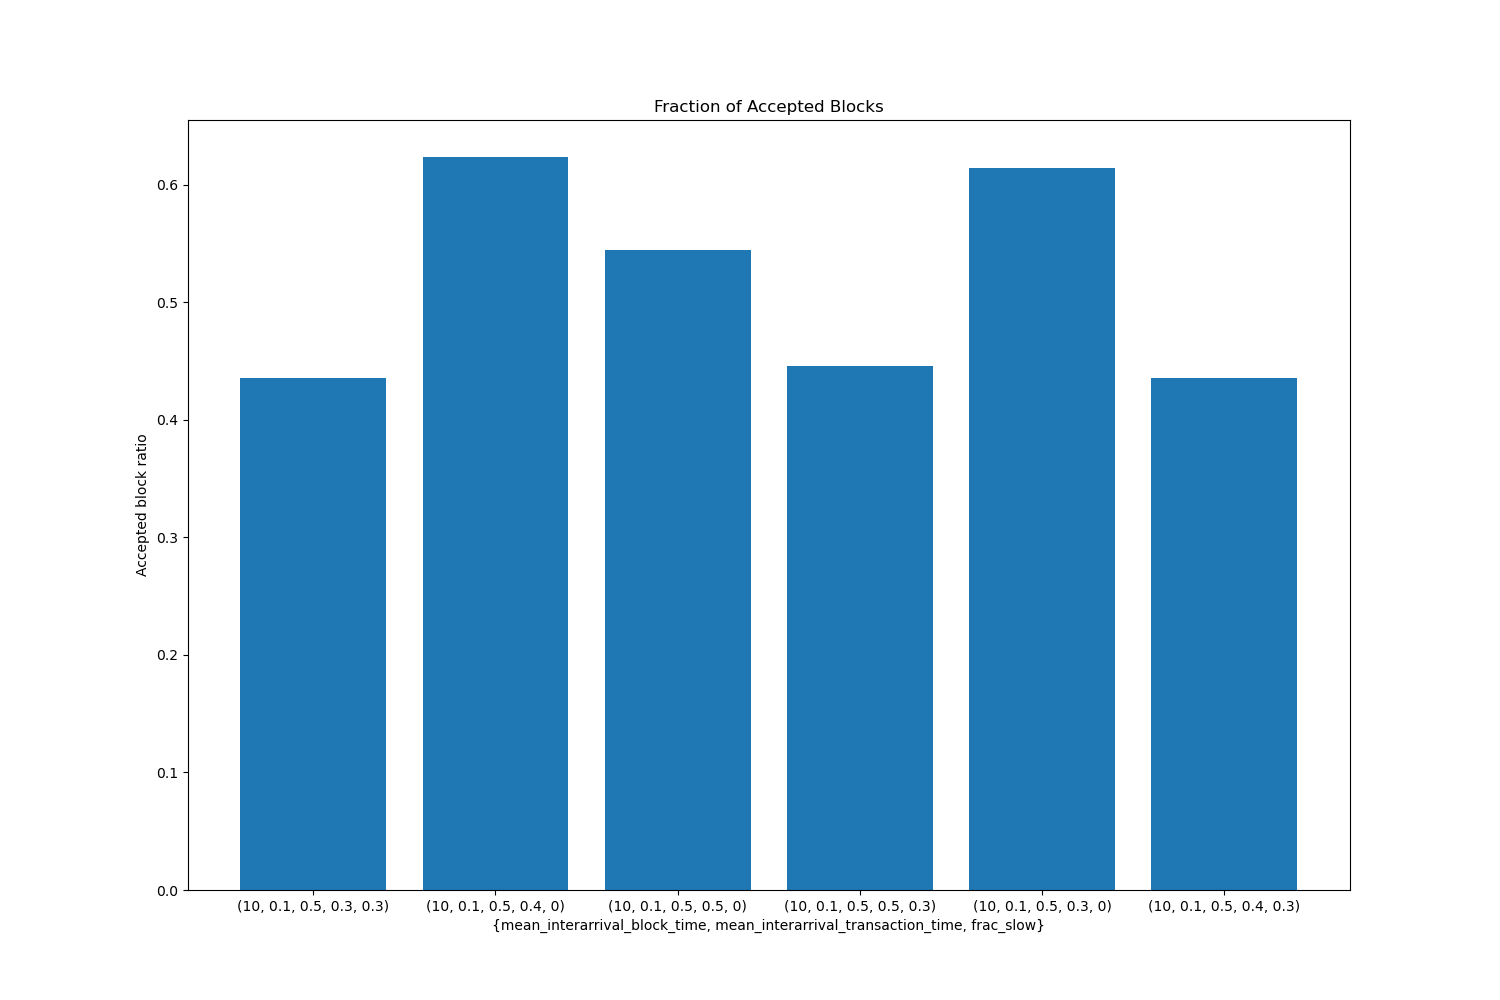 Fraction of Accepted Blocks
0.6
0.5
0.4
0.3
0.2
0.1
0.0
Accepted block ratio
(10, 0.1, 0.5, 0.3, 0.3) (10, 0.1, 0.5, 0.4, 0) (10, 0.1, 0.5, 0.5, 0) (10, 0.1, 0.5, 0.5, 0.3) (10, 0.1, 0.5, 0.3, 0) (10, 0.1, 0.5, 0.4, 0.3)
{mean_interarrival_block_time, mean_interarrival_transaction_time, frac_slow}